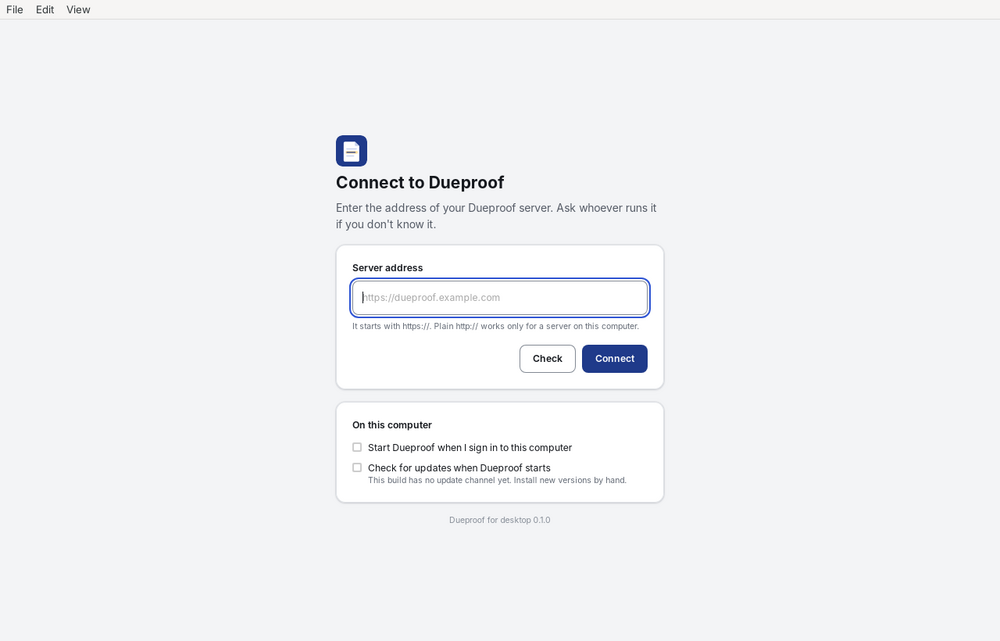 File Edit View
Connect to Dueproof
Enter the address of your Dueproof server. Ask whoever runs it
if you don't know it.
Server address
https://dueproof.example.com
It starts with https://. Plain http:// works only for a server on this computer.
Check Connect
On this computer
Start Dueproof when I sign in to this computer
Check for updates when Dueproof starts
This build has no update channel yet. Install new versions by hand.
Dueproof for desktop 0.1.0